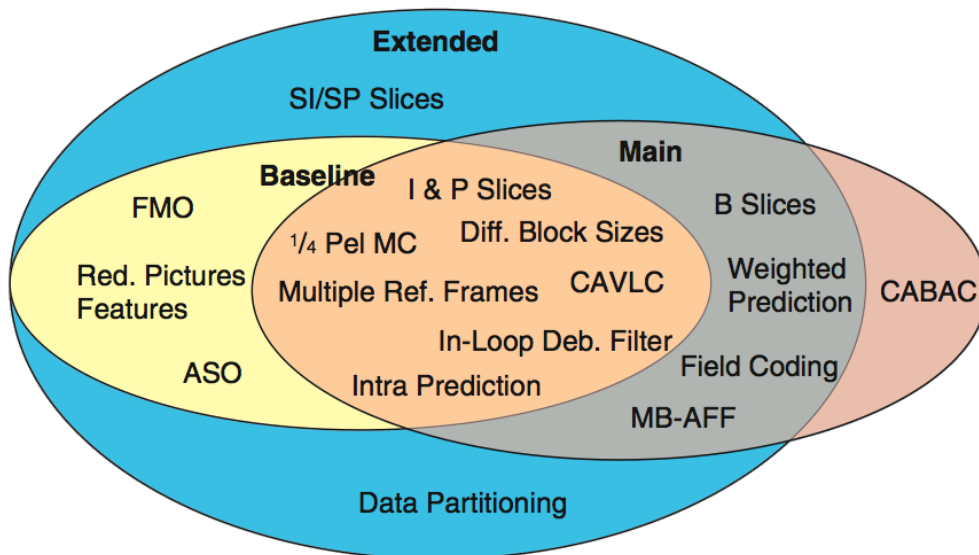 Extended
SI/SP Slices
Main
Baseline
I & P Slices
FMO
B Slices
1/4 Pel MC
Diff. Block Sizes
Red. Pictures
Features
Multiple Ref. Frames
CAVLC
Weighted
Prediction
CABAC
In-Loop Deb. Filter
ASO
Intra Prediction
Field Coding
MB-AFF
Data Partitioning